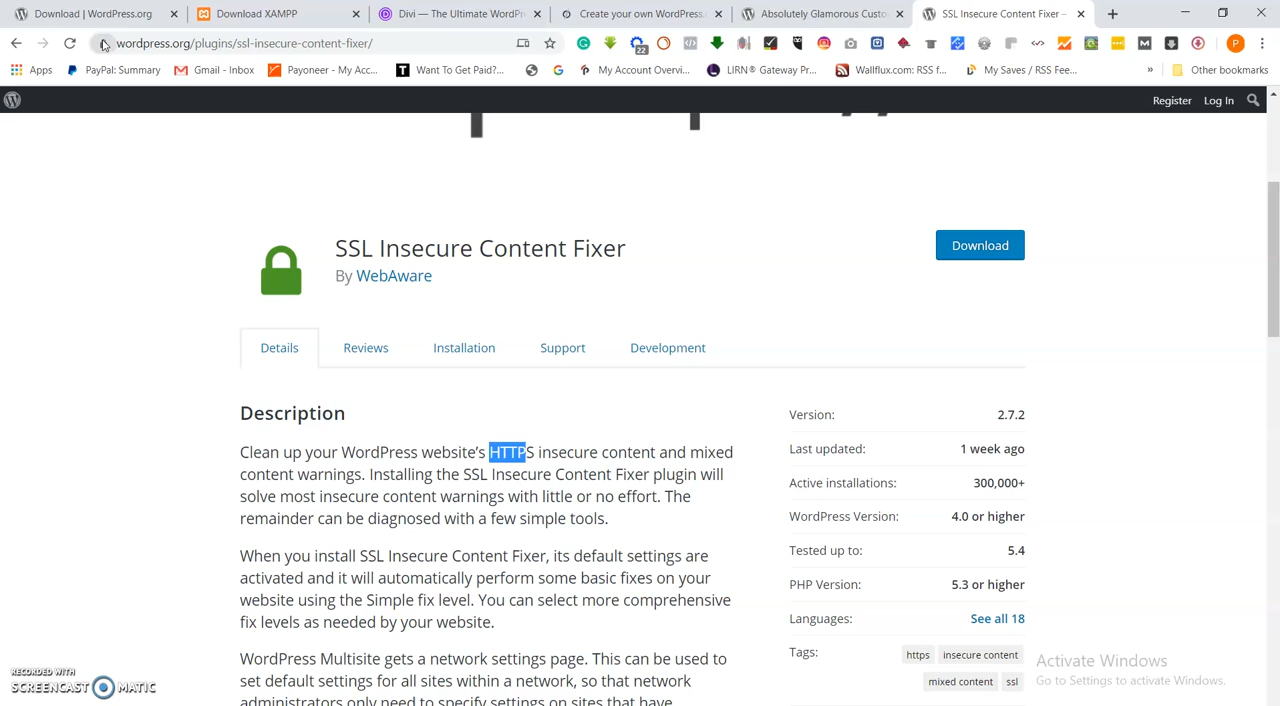 Download | WordPress.org
Download XAMPP
Divi — The Ultimate WordPr
Create your own WordPress.
Absolutely Glamorous Custo
SSL Insecure Content Fixer –
wordpress.org/plugins/ssl-insecure-content-fixer/
22
Apps
PayPal: Summary
Gmail - Inbox
Payoneer - My Acc...
Want To Get Paid?...
My Account Overvi...
LIRN® Gateway Pr...
Wallflux.com: RSS f...
My Saves / RSS Fee...
»
Other bookmarks
Register
Log In
SSL Insecure Content Fixer
By WebAware
Download
Details
Reviews
Installation
Support
Development
Description
Clean up your WordPress website's HTTPS insecure content and mixed
content warnings. Installing the SSL Insecure Content Fixer plugin will
solve most insecure content warnings with little or no effort. The
remainder can be diagnosed with a few simple tools.
When you install SSL Insecure Content Fixer, its default settings are
activated and it will automatically perform some basic fixes on your
website using the Simple fix level. You can select more comprehensive
fix levels as needed by your website.
WordPress Multisite gets a network settings page. This can be used to
set default settings for all sites within a network, so that network
administrators only need to specify settings on sites that have
Version: 2.7.2
Last updated: 1 week ago
Active installations: 300,000+
WordPress Version: 4.0 or higher
Tested up to: 5.4
PHP Version: 5.3 or higher
Languages: See all 18
Tags: https insecure content
mixed content ssl
Activate Windows
Go to Settings to activate Windows.
RECORDED WITH
SCREENCAST MATIC